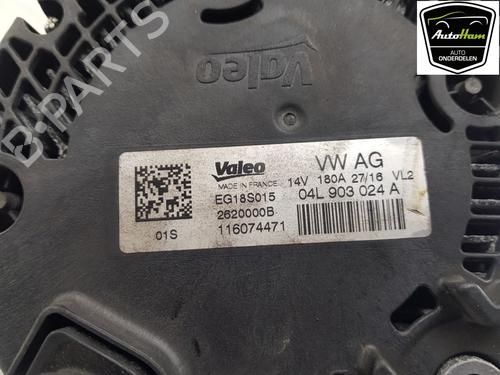 AutoHam
AUTO
ONDERDELEN
Valeo
B-PARTS
Valeo VW AG
MADE IN FRANCE 14V 180A 27/16 VL2
EG18S015 04L 903 024 A
2620000B
01S 116074471